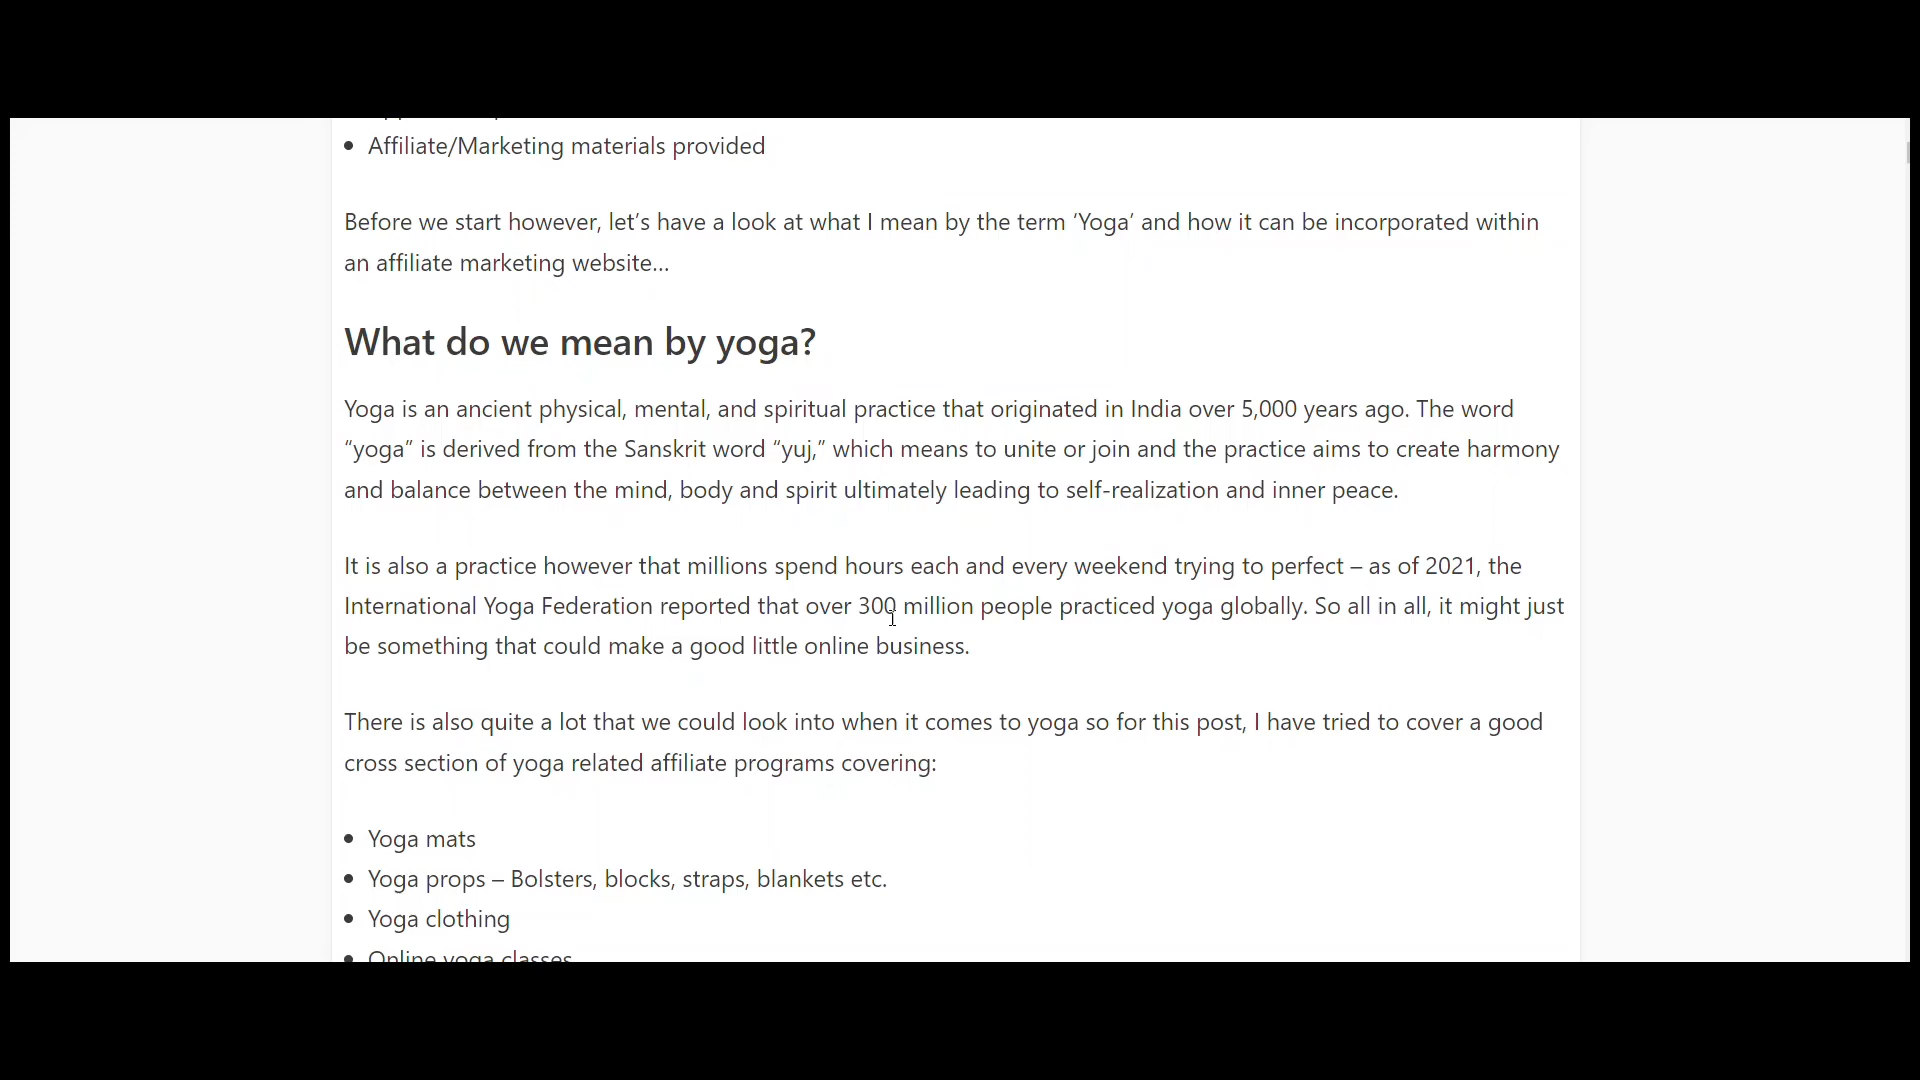 Affiliate/Marketing materials provided
Before we start however, let’s have a look at what I mean by the term ‘Yoga’ and how it can be incorporated within
an affiliate marketing website…
What do we mean by yoga?
Yoga is an ancient physical, mental, and spiritual practice that originated in India over 5,000 years ago. The word
“yoga” is derived from the Sanskrit word “yuj,” which means to unite or join and the practice aims to create harmony
and balance between the mind, body and spirit ultimately leading to self-realization and inner peace.
It is also a practice however that millions spend hours each and every weekend trying to perfect – as of 2021, the
International Yoga Federation reported that over 300 million people practiced yoga globally. So all in all, it might just
be something that could make a good little online business.
There is also quite a lot that we could look into when it comes to yoga so for this post, I have tried to cover a good
cross section of yoga related affiliate programs covering:
Yoga mats
Yoga props – Bolsters, blocks, straps, blankets etc.
Yoga clothing
Online yoga classes